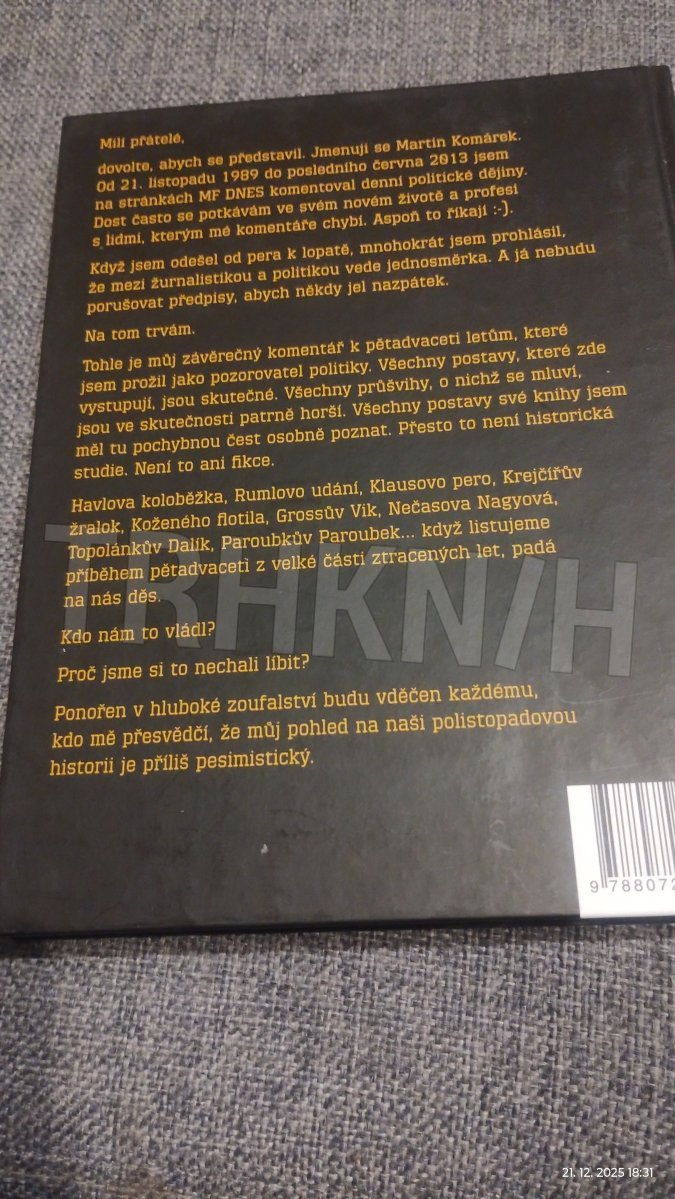 Milí přátelé,
dovolte, abych se představil. Jmenuji se Martin Komárek.
Od 21. listopadu 1989 do posledního června 2013 jsem
na stránkách MF DNES komentoval denní politické dějiny.
Dost často se potkávám ve svém novém životě a profesi
s lidmi, kterým mé komentáře chybí. Aspoň to říkají :-).
Když jsem odešel od pera k lopatě, mnohokrát jsem prohlásil,
že mezi žurnalistikou a politikou vede jednosměrka. A já nebudu
porušovat předpisy, abych někdy jel nazpátek.
Na tom trvám.
Tohle je můj závěrečný komentář k pětadvaceti letům, které
jsem prožil jako pozorovatel politiky. Všechny postavy, které zde
vystupují, jsou skutečné. Všechny průšvihy, o nichž se mluví,
jsou ve skutečnosti patrně horší. Všechny postavy své knihy jsem
měl tu pochybnou čest osobně poznat. Přesto to není historická
studie. Není to ani fikce.
Havlova koloběžka, Rumlovo udání, Klausovo pero, Krejčířův
žralok, Koženého flotila, Grossův Vik, Nečasova Nagyová,
Topolánkův Dalík, Paroubkův Paroubek... když listujeme
příběhem pětadvaceti z velké části ztracených let, padá
na nás děs.
Kdo nám to vládl?
Proč jsme si to nechali líbit?
Ponořen v hluboké zoufalství budu vděčen každému,
kdo mě přesvědčí, že můj pohled na naši polistopadovou
historii je příliš pesimistický.
TRHKNIH
9 788072
21. 12. 2025 18:31